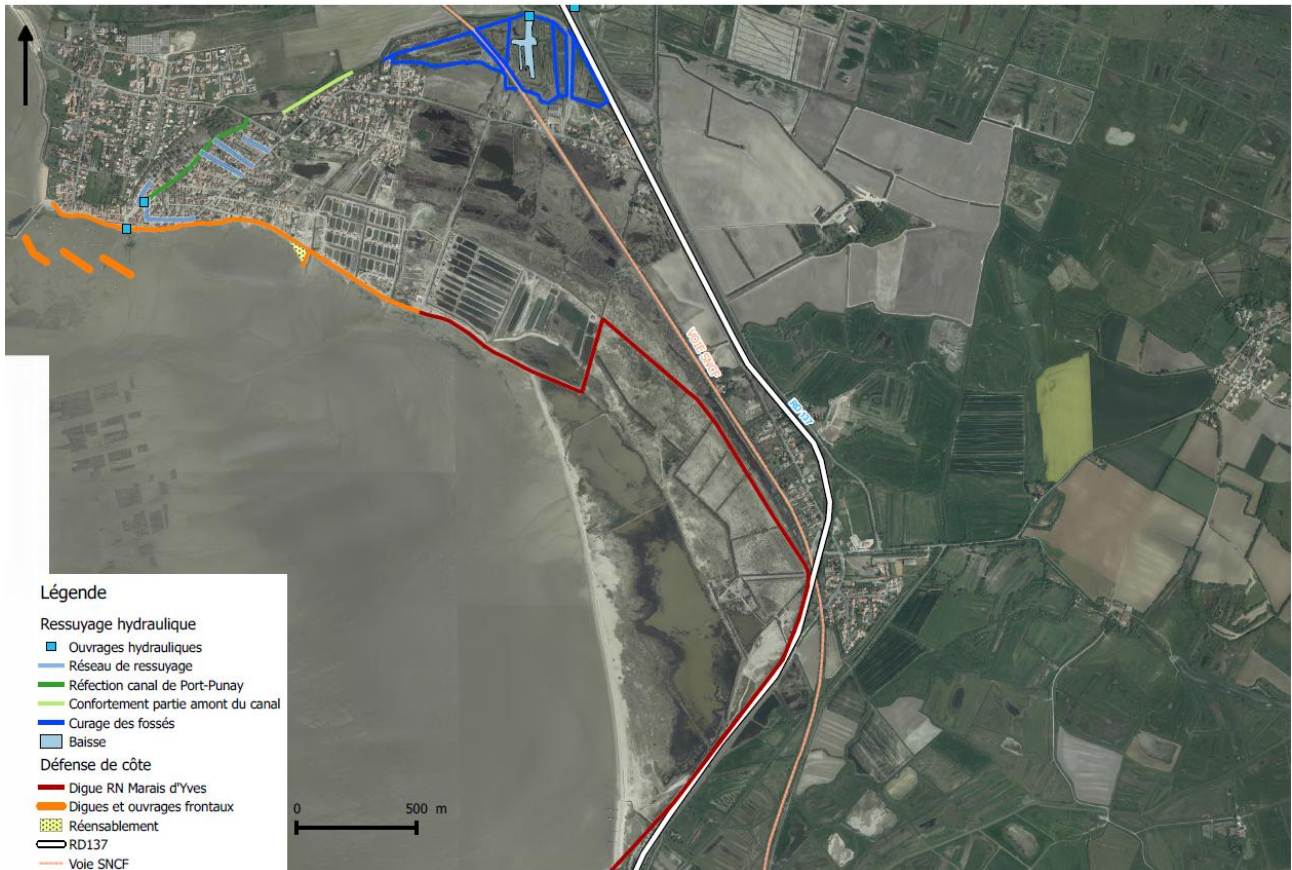 VOIE SNCF
RD 137
Légende
Ressuyage hydraulique
Ouvrages hydrauliques
Réseau de ressuyage
Réfection canal de Port-Punay
Confortement partie amont du canal
Curage des fossés
Baisse
Défense de côte
Digue RN Marais d'Yves
Digues et ouvrages frontaux
Réensablement
RD137
Voie SNCF
0 500 m